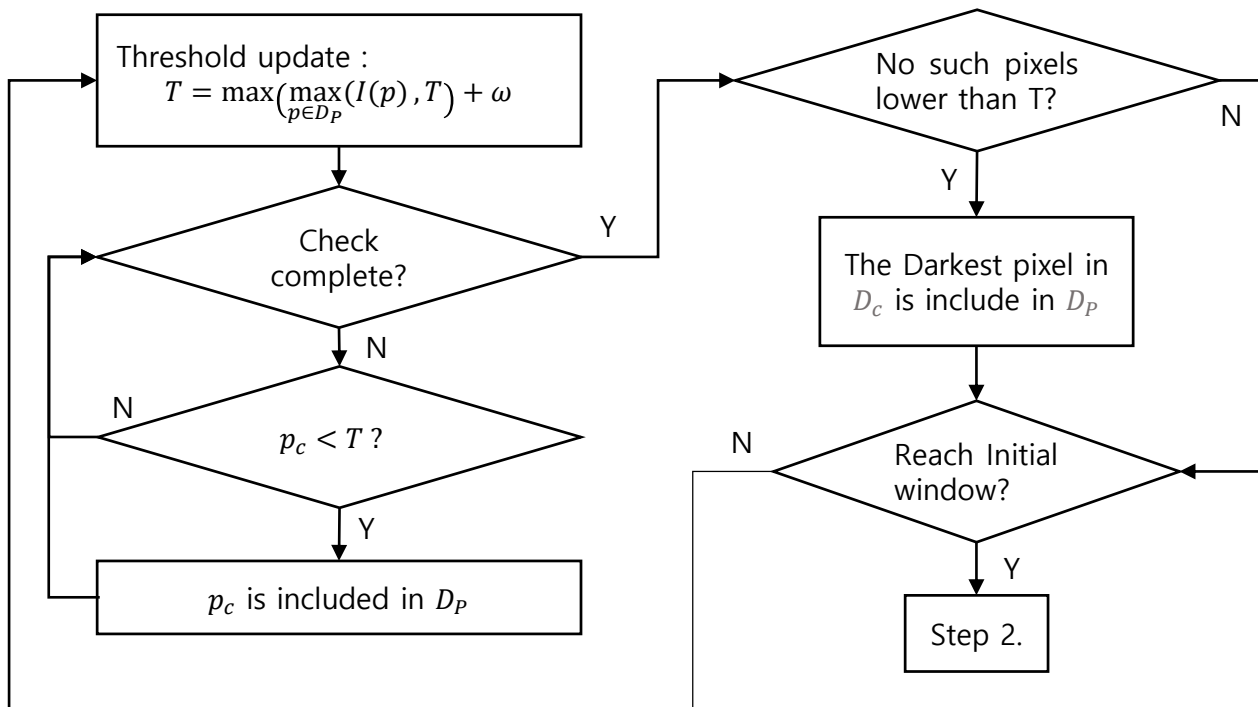 Threshold update :
T = max(max(I(p) , T) + ω
p∈D_P
Check
complete?
Y
N
N
p_c < T ?
Y
p_c is included in D_P
No such pixels
lower than T?
N
Y
The Darkest pixel in
D_c is include in D_P
N
Reach Initial
window?
Y
Step 2.